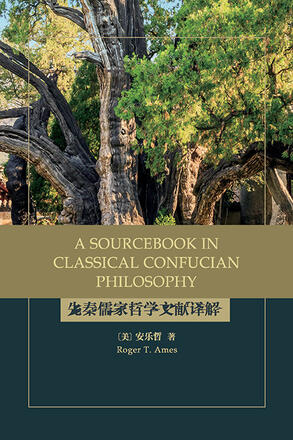 A SOURCEBOOK IN
CLASSICAL CONFUCIAN
PHILOSOPHY
先秦儒家哲学文献译解
[美] 安乐哲 著
Roger T. Ames